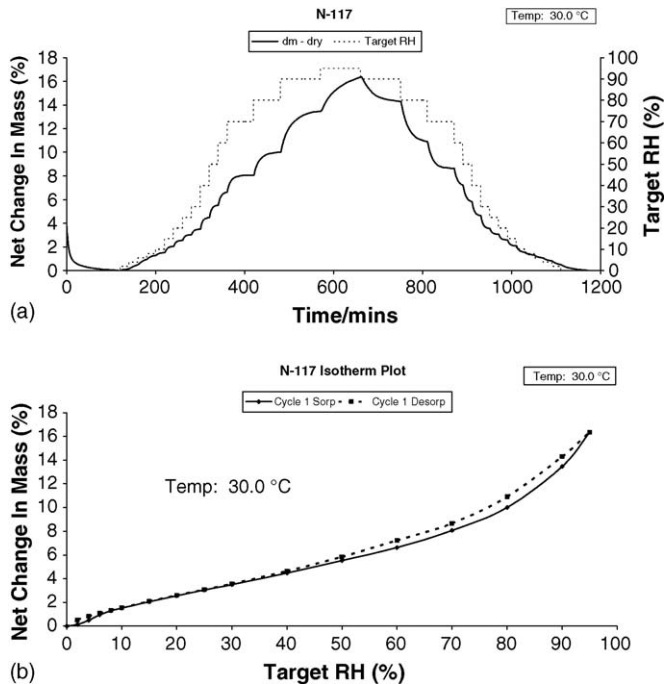 N-117
Temp: 30.0 °C
dm - dry
Target RH
Net Change In Mass (%)
18
16
14
12
10
8
6
4
2
0
100
90
80
70
60
50
40
30
20
10
0
Target RH (%)
0 200 400 600 800 1000 1200
Time/mins
(a)
N-117 Isotherm Plot
Temp: 30.0 °C
Cycle 1 Sorp
Cycle 1 Desorp
Net Change In Mass (%)
18
16
14
12
10
8
6
4
2
0
Temp: 30.0 °C
0 10 20 30 40 50 60 70 80 90 100
Target RH (%)
(b)